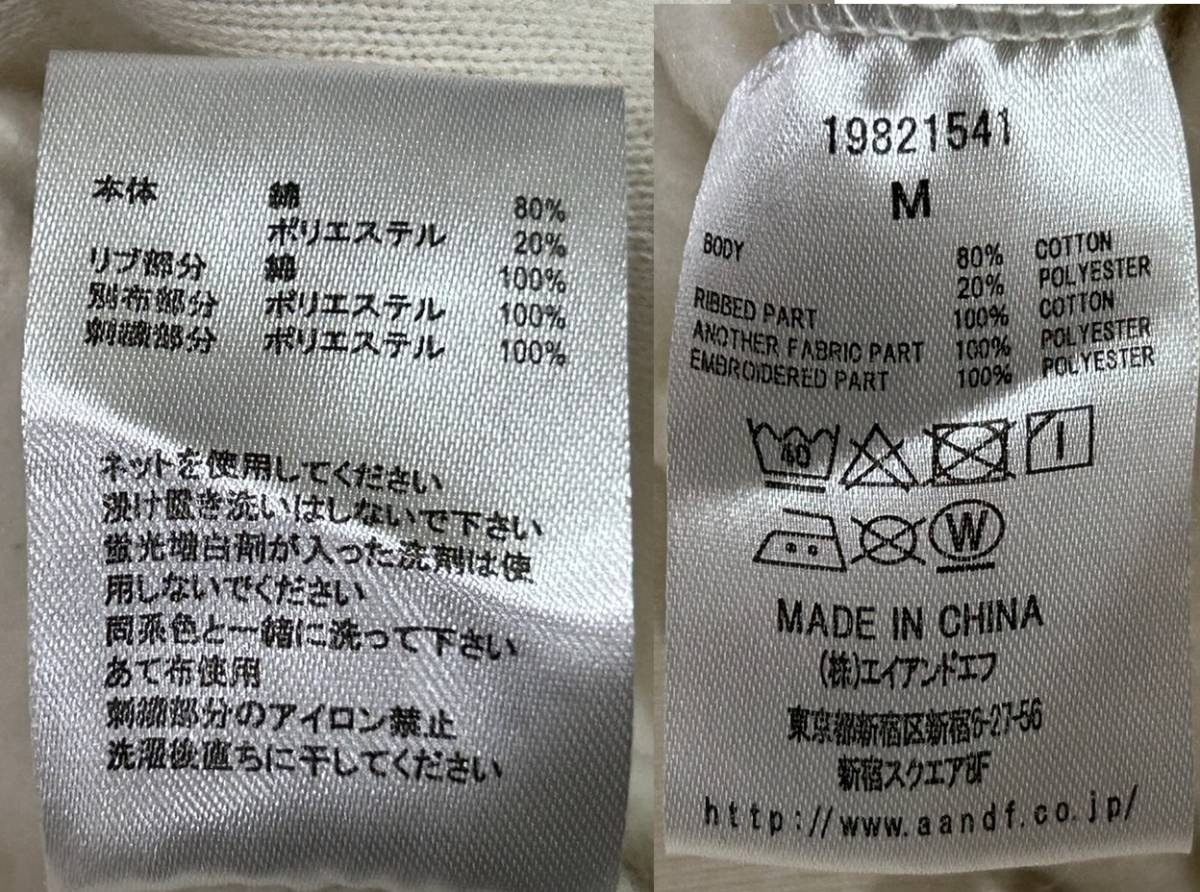 本体 綿 80%
ポリエステル 20%
リブ部分 綿 100%
別布部分 ポリエステル 100%
刺繍部分 ポリエステル 100%
ネットを使用してください
浸け置き洗いはしないで下さい
蛍光増白剤が入った洗剤は使
用しないでください
同系色と一緒に洗って下さい
あて布使用
刺繍部分のアイロン禁止
洗濯後直ちに干してください
19821541
M
BODY 80% COTTON
20% POLYESTER
RIBBED PART 100% COTTON
ANOTHER FABRIC PART 100% POLYESTER
EMBROIDERED PART 100% POLYESTER
40
W
MADE IN CHINA
(株)エイアンドエフ
東京都新宿区新宿6-27-56
新宿スクエア8F
http://www.aandf.co.jp/